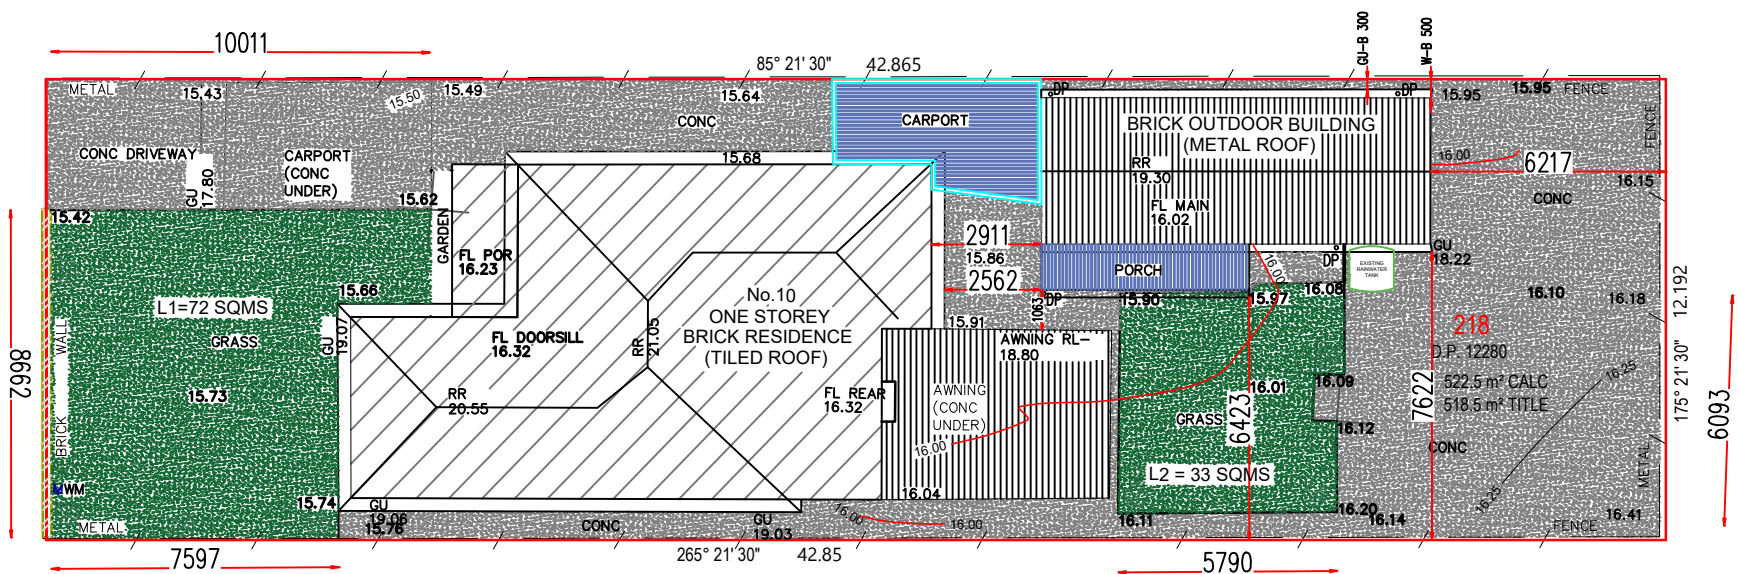 10011
85° 21' 30"
42.865
GU-B 300
W-B 500
METAL
15.43
15.50
15.49
15.64
DP
DP
15.95
15.95
FENCE
FENCE
CONC
CARPORT
BRICK OUTDOOR BUILDING
(METAL ROOF)
CONC DRIVEWAY
CARPORT
(CONC
UNDER)
15.68
RR
19.30
16.00
6217
16.15
CONC
GU
17.80
15.62
FL MAIN
16.02
15.42
GARDEN
FL POR
16.23
2911
15.86
2562
PORCH
16.00
DP
GU
18.22
EXISTING
RAINWATER
TANK
15.66
L1=72 SQMS
GRASS
GU
19.07
FL DOORSILL
16.32
RR
21.05
No.10
ONE STOREY
BRICK RESIDENCE
(TILED ROOF)
DP
1063
15.90
15.97
16.08
16.10
16.18
12.192
15.91
AWNING RL-
18.80
218
D.P. 12280
522.5 m² CALC
518.5 m² TITLE
16.25
175° 21' 30"
BRICK WALL
7998
15.73
RR
20.55
FL REAR
16.32
AWNING
(CONC
UNDER)
16.00
16.01
16.09
GRASS
6423
7622
16.12
CONC
6093
L2 = 33 SQMS
METAL
16.25
WM
METAL
15.74
GU
19.06
15.76
CONC
GU
19.03
16.04
16.00
16.00
16.11
16.20
16.14
16.41
FENCE
7597
265° 21' 30"
42.85
5790